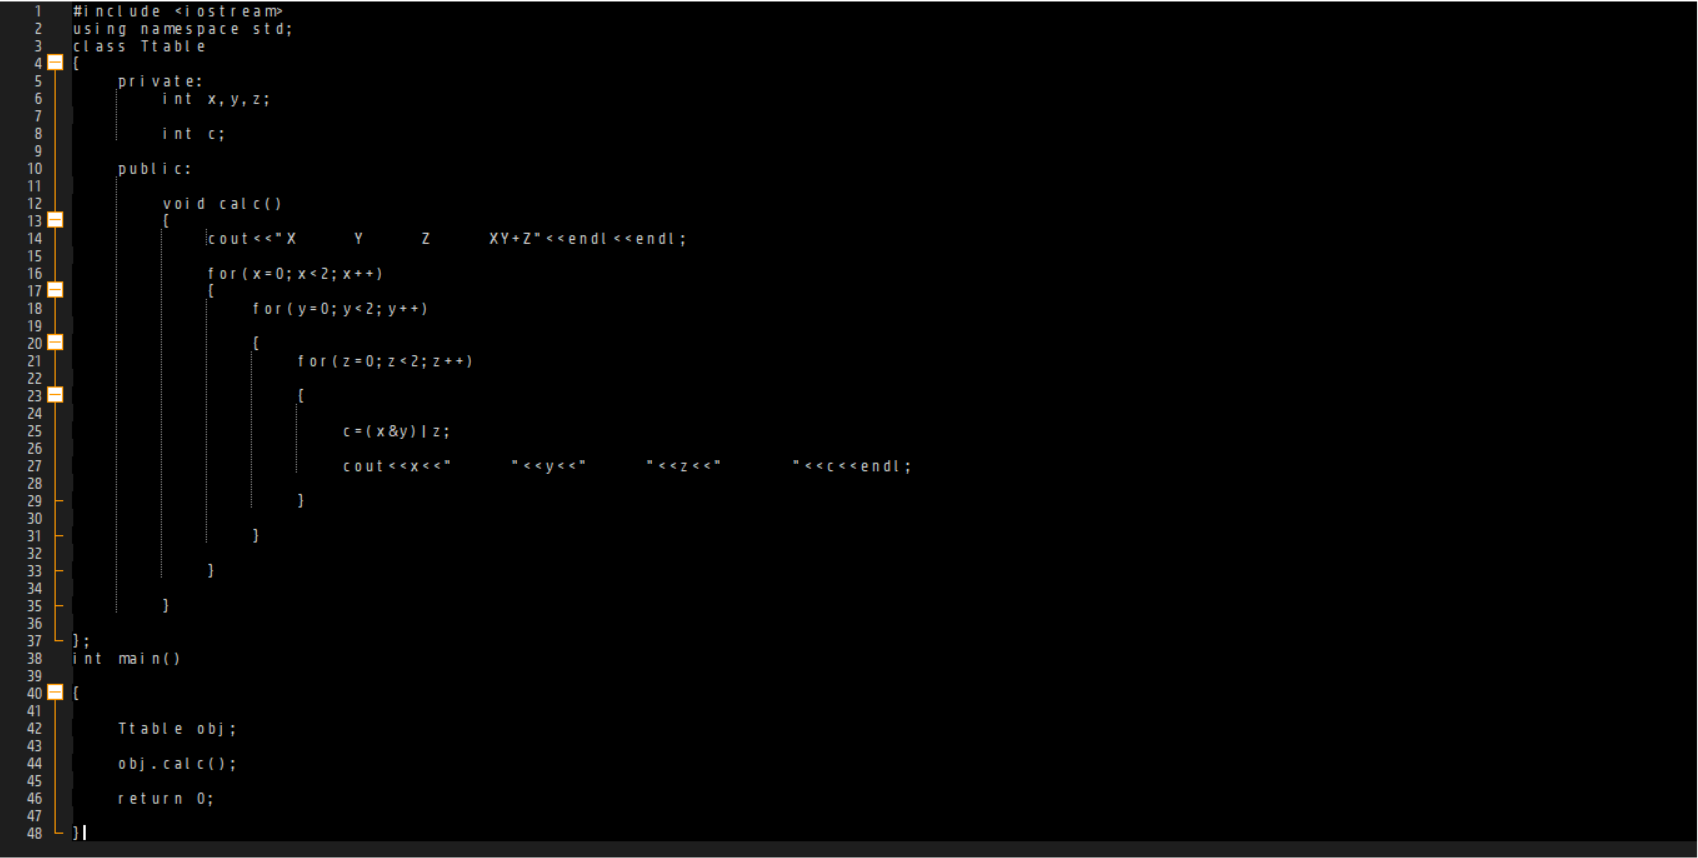 1 #include <iostream>
2 using namespace std;
3 class Ttable
4 {
5 private:
6 int x,y,z;
7
8 int c;
9
10 public:
11
12 void calc()
13 {
14 cout<<"X     Y     Z     XY+Z"<<endl<<endl;
15
16 for(x=0;x<2;x++)
17 {
18 for(y=0;y<2;y++)
19
20 {
21 for(z=0;z<2;z++)
22
23 {
24
25 c=(x&y)|z;
26
27 cout<<x<<"     "<<y<<"     "<<z<<"      "<<c<<endl;
28
29 }
30
31 }
32
33 }
34
35 }
36
37 };
38 int main()
39
40 {
41
42 Ttable obj;
43
44 obj.calc();
45
46 return 0;
47
48 }